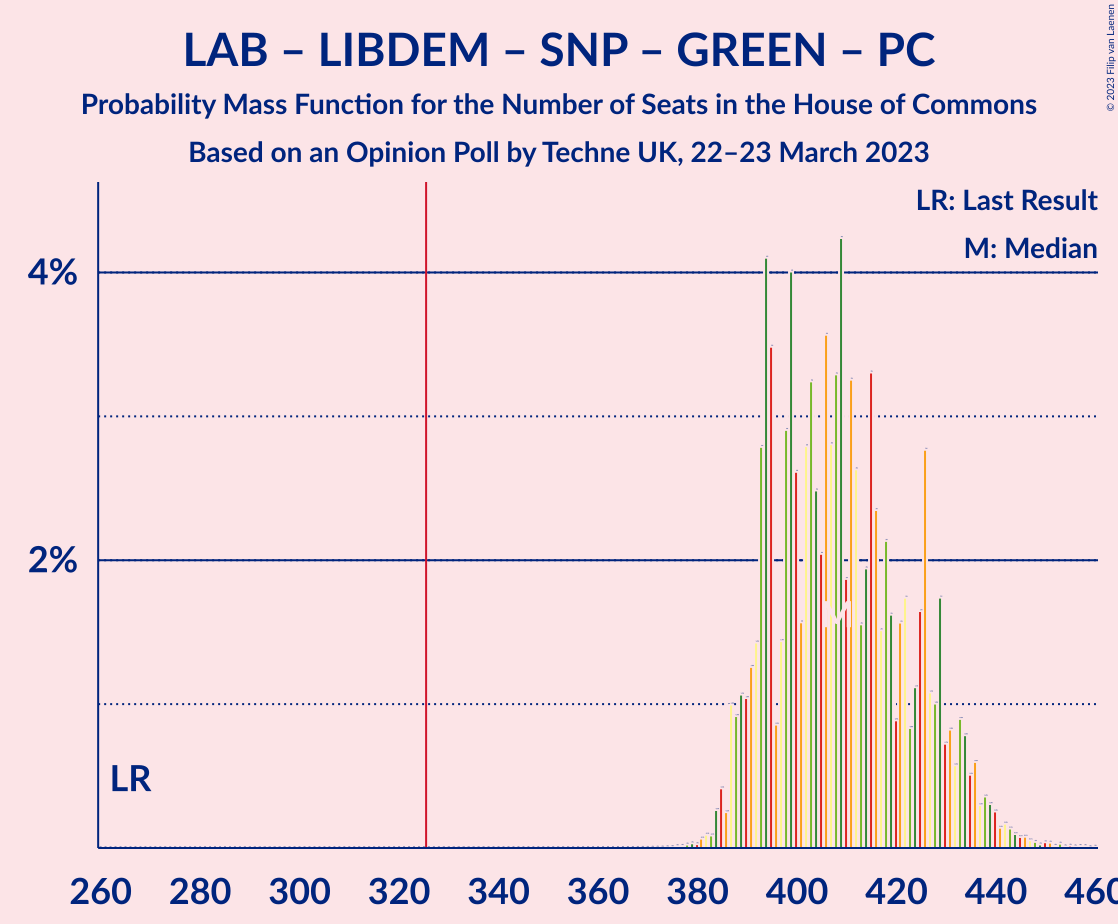 LAB – LIBDEM – SNP – GREEN – PC
Probability Mass Function for the Number of Seats in the House of Commons
Based on an Opinion Poll by Techne UK, 22–23 March 2023
© 2023 Filip van Laenen
LR: Last Result
M: Median
4%
2%
LR
M
260 280 300 320 340 360 380 400 420 440 460